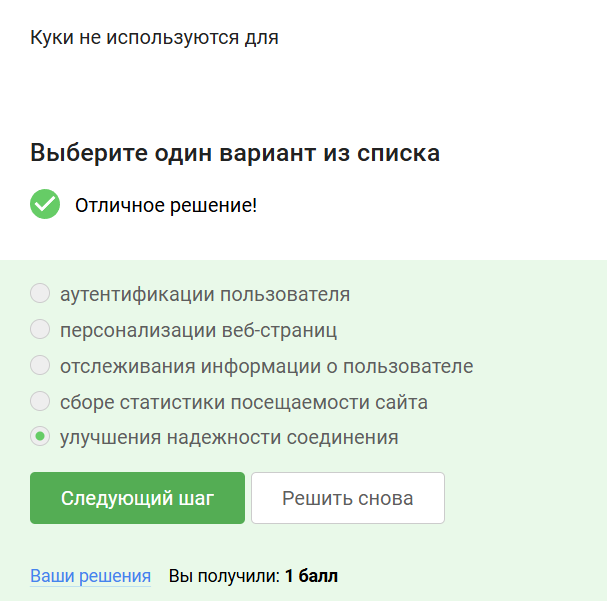 Куки не используются для
Выберите один вариант из списка
Отличное решение!
аутентификации пользователя
персонализации веб-страниц
отслеживания информации о пользователе
сборе статистики посещаемости сайта
улучшения надежности соединения
Следующий шаг Решить снова
Ваши решения Вы получили: 1 балл